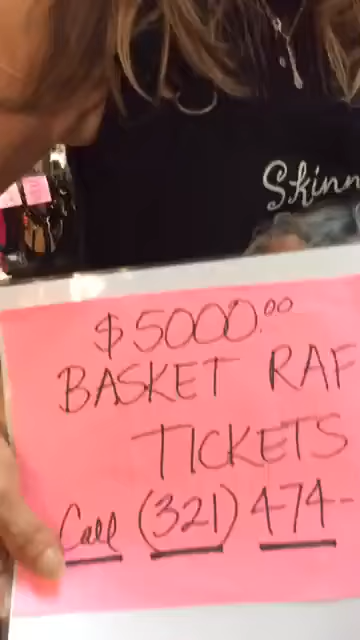 Skinn
$5000.00
BASKET RAF
TICKETS
Call (321) 474-